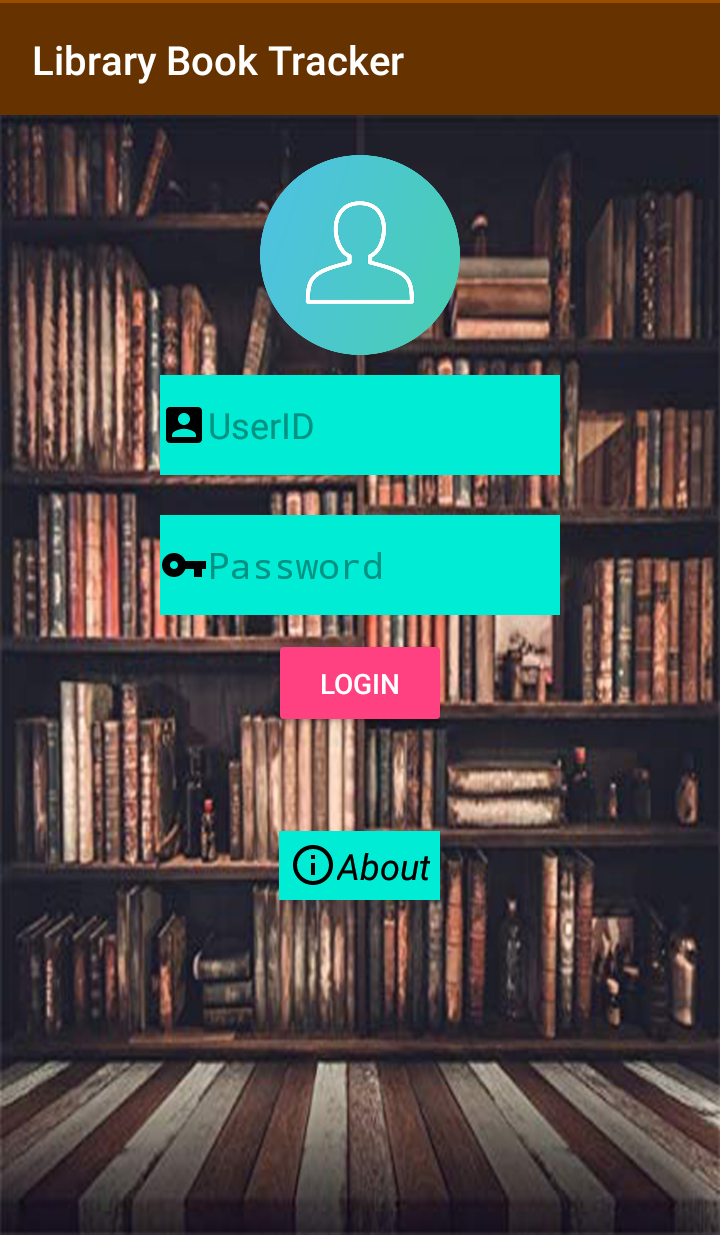 Library Book Tracker
UserID
Password
LOGIN
About